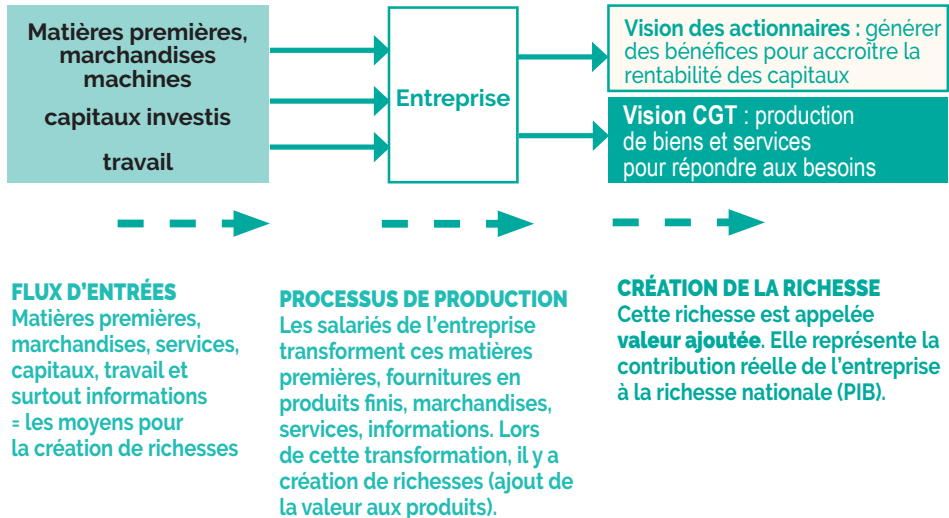 Matières premières,
marchandises
machines
capitaux investis
travail
Entreprise
Vision des actionnaires : générer
des bénéfices pour accroître la
rentabilité des capitaux
Vision CGT : production
de biens et services
pour répondre aux besoins
FLUX D'ENTRÉES
Matières premières,
marchandises, services,
capitaux, travail et
surtout informations
= les moyens pour
la création de richesses
PROCESSUS DE PRODUCTION
Les salariés de l'entreprise
transforment ces matières
premières, fournitures en
produits finis, marchandises,
services, informations. Lors
de cette transformation, il y a
création de richesses (ajout de
la valeur aux produits).
CRÉATION DE LA RICHESSE
Cette richesse est appelée
valeur ajoutée. Elle représente la
contribution réelle de l'entreprise
à la richesse nationale (PIB).